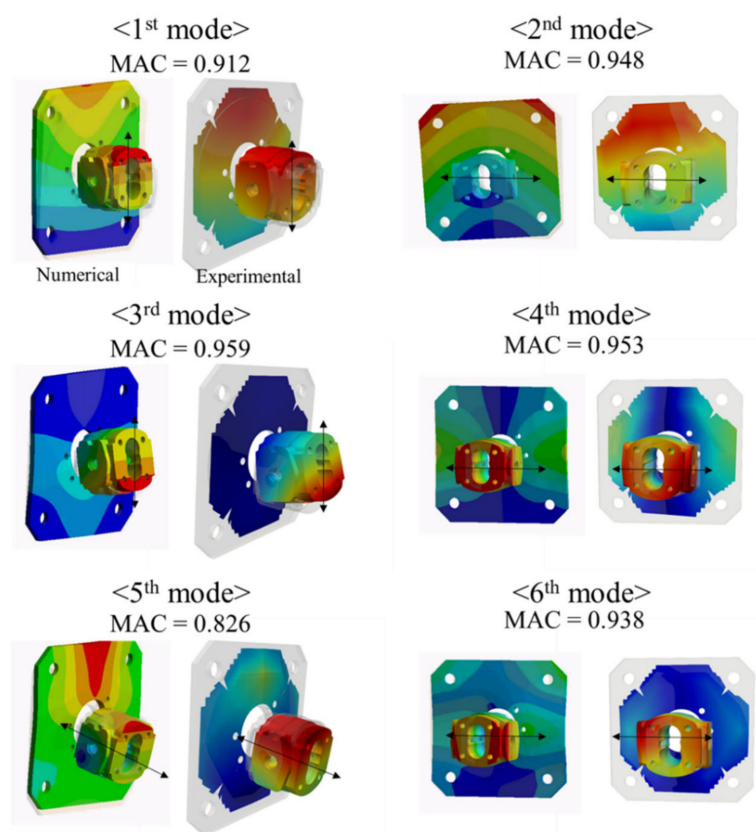 <1st mode>
MAC = 0.912
<2nd mode>
MAC = 0.948
Numerical
Experimental
<3rd mode>
MAC = 0.959
<4th mode>
MAC = 0.953
<5th mode>
MAC = 0.826
<6th mode>
MAC = 0.938